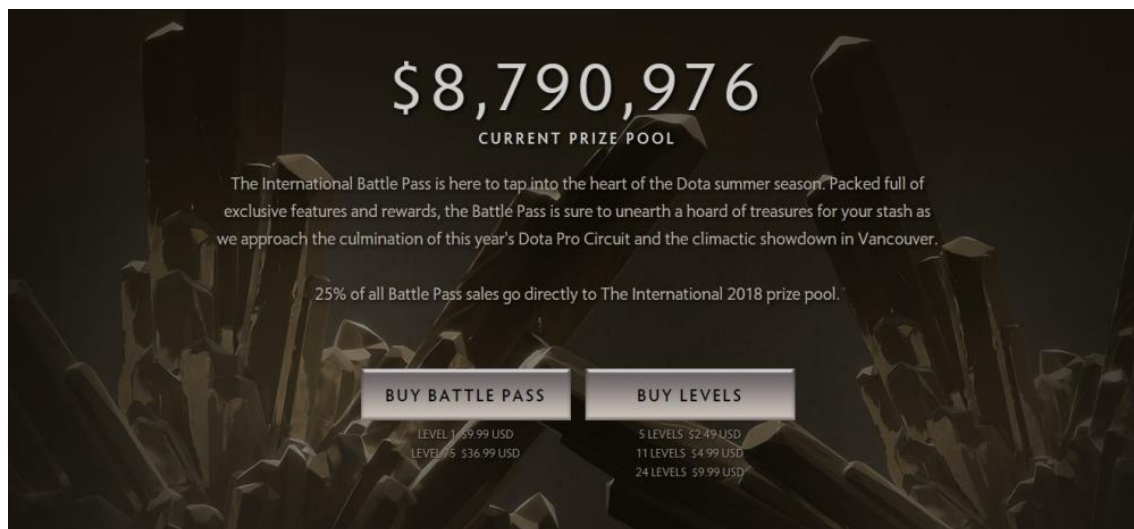 $8,790,976
CURRENT PRIZE POOL
The International Battle Pass is here to tap into the heart of the Dota summer season. Packed full of
exclusive features and rewards, the Battle Pass is sure to unearth a hoard of treasures for your stash as
we approach the culmination of this year's Dota Pro Circuit and the climactic showdown in Vancouver.
25% of all Battle Pass sales go directly to The International 2018 prize pool.
BUY BATTLE PASS BUY LEVELS
LEVEL 1 $9.99 USD 5 LEVELS $2.49 USD
LEVEL 75 $36.99 USD 11 LEVELS $4.99 USD
24 LEVELS $9.99 USD